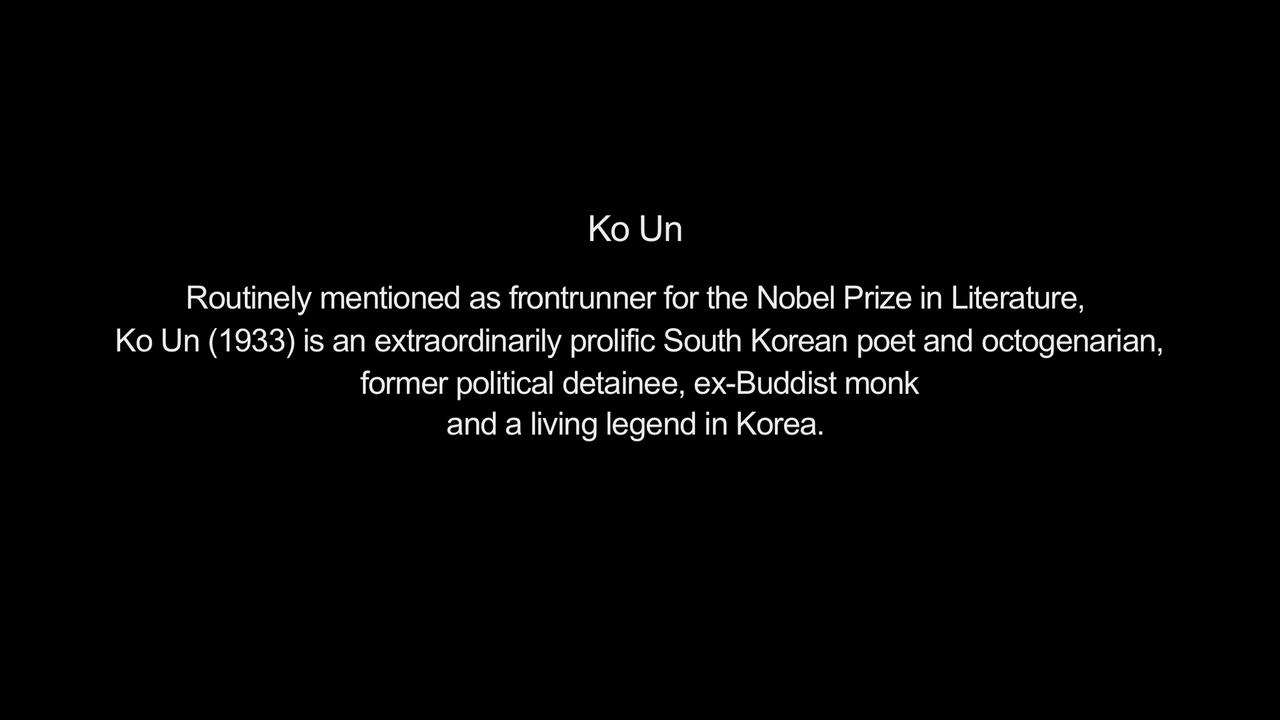 Ko Un
Routinely mentioned as frontrunner for the Nobel Prize in Literature,
Ko Un (1933) is an extraordinarily prolific South Korean poet and octogenarian,
former political detainee, ex-Buddist monk
and a living legend in Korea.